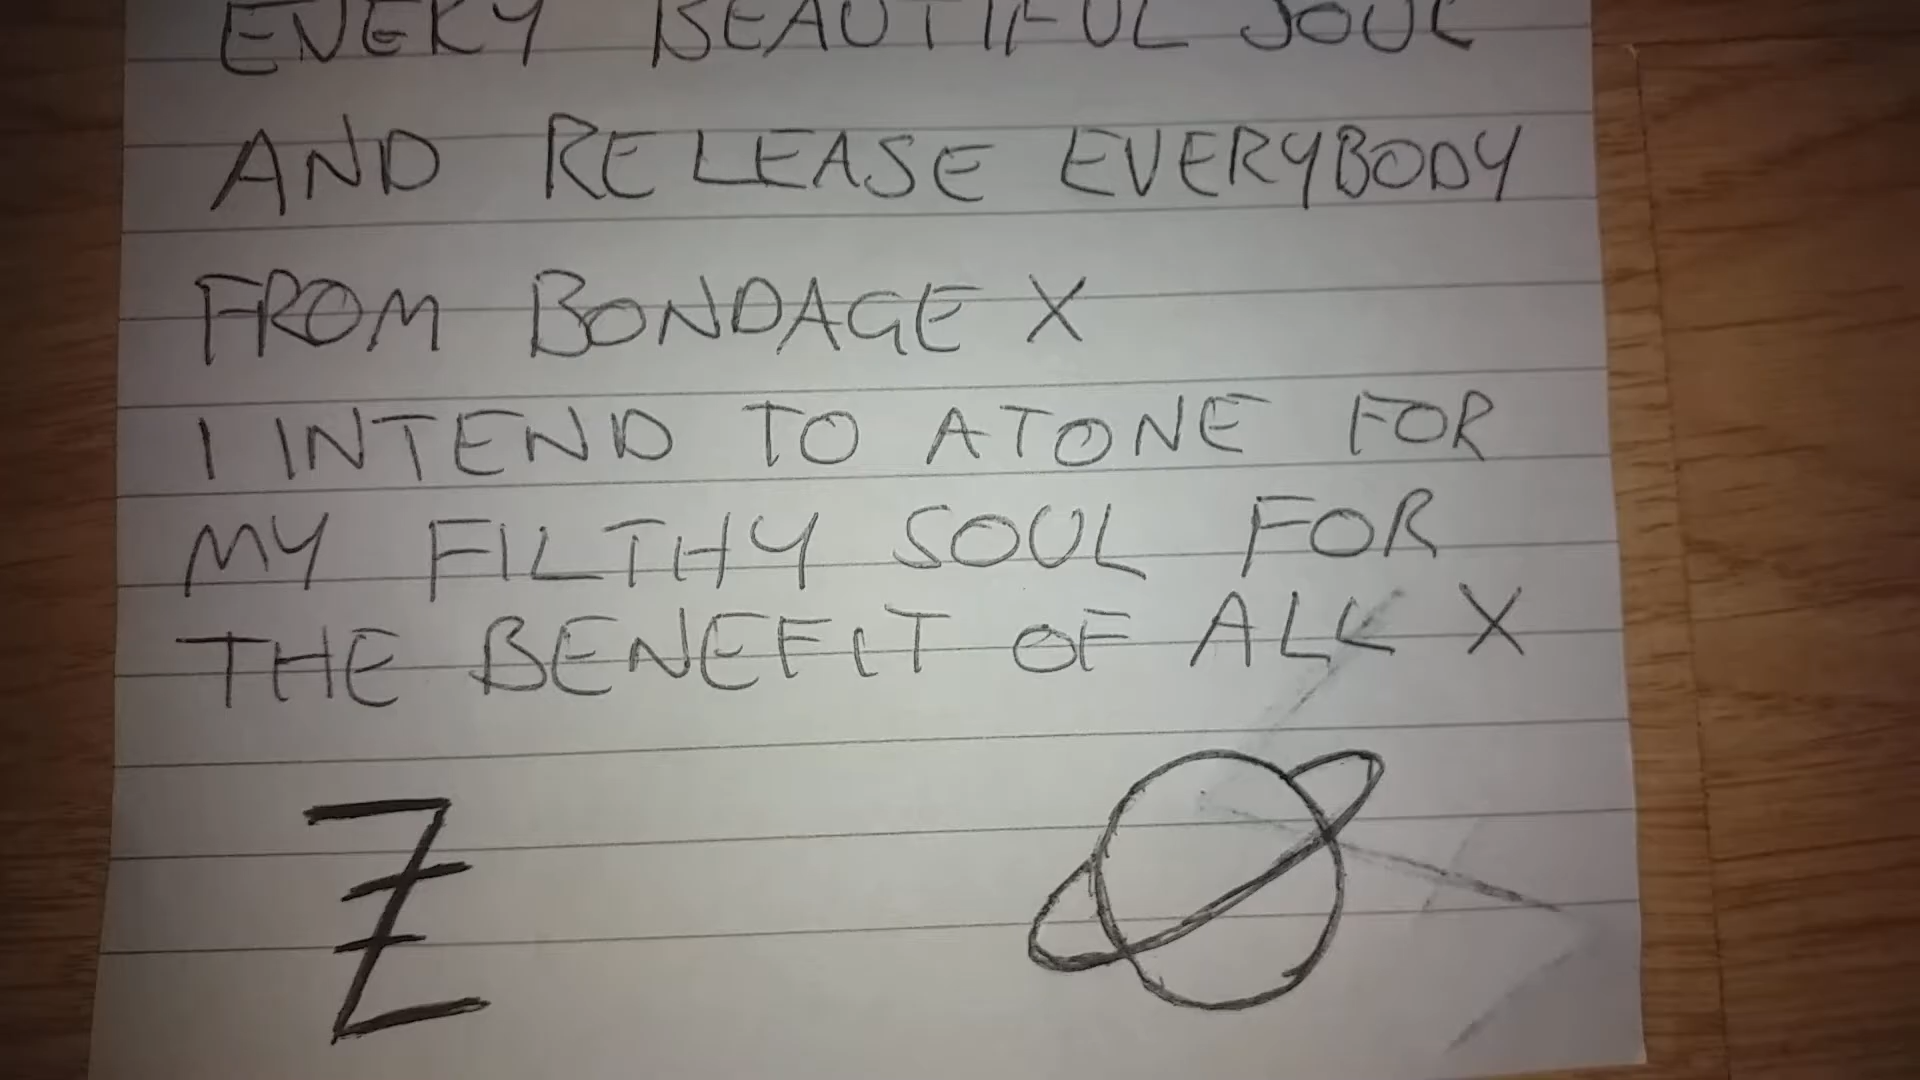 EVERY BEAUTIFUL SOUL
AND RELEASE EVERYBODY
FROM BONDAGE X
I INTEND TO ATONE FOR
MY FILTHY SOUL FOR
THE BENEFIT OF ALL X